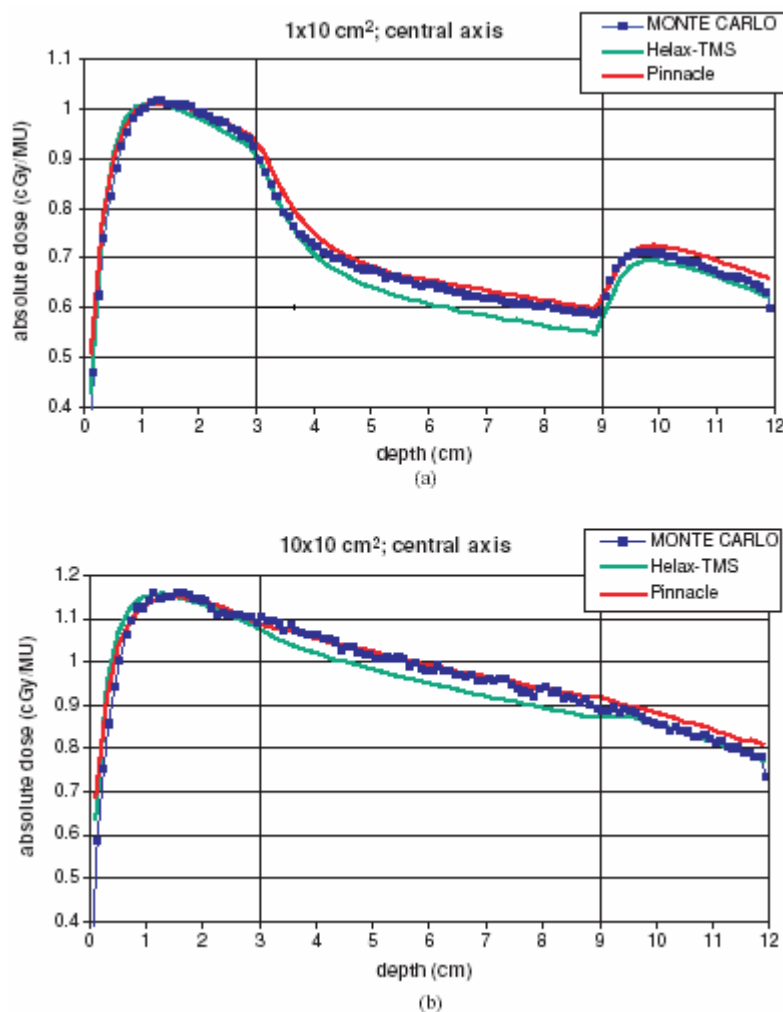 1x10 cm²; central axis
MONTE CARLO
Helax-TMS
Pinnacle
absolute dose (cGy/MU)
1.1
1
0.9
0.8
0.7
0.6
0.5
0.4
0 1 2 3 4 5 6 7 8 9 10 11 12
depth (cm)
(a)
10x10 cm²; central axis
MONTE CARLO
Helax-TMS
Pinnacle
absolute dose (cGy/MU)
1.2
1.1
1
0.9
0.8
0.7
0.6
0.5
0.4
0 1 2 3 4 5 6 7 8 9 10 11 12
depth (cm)
(b)